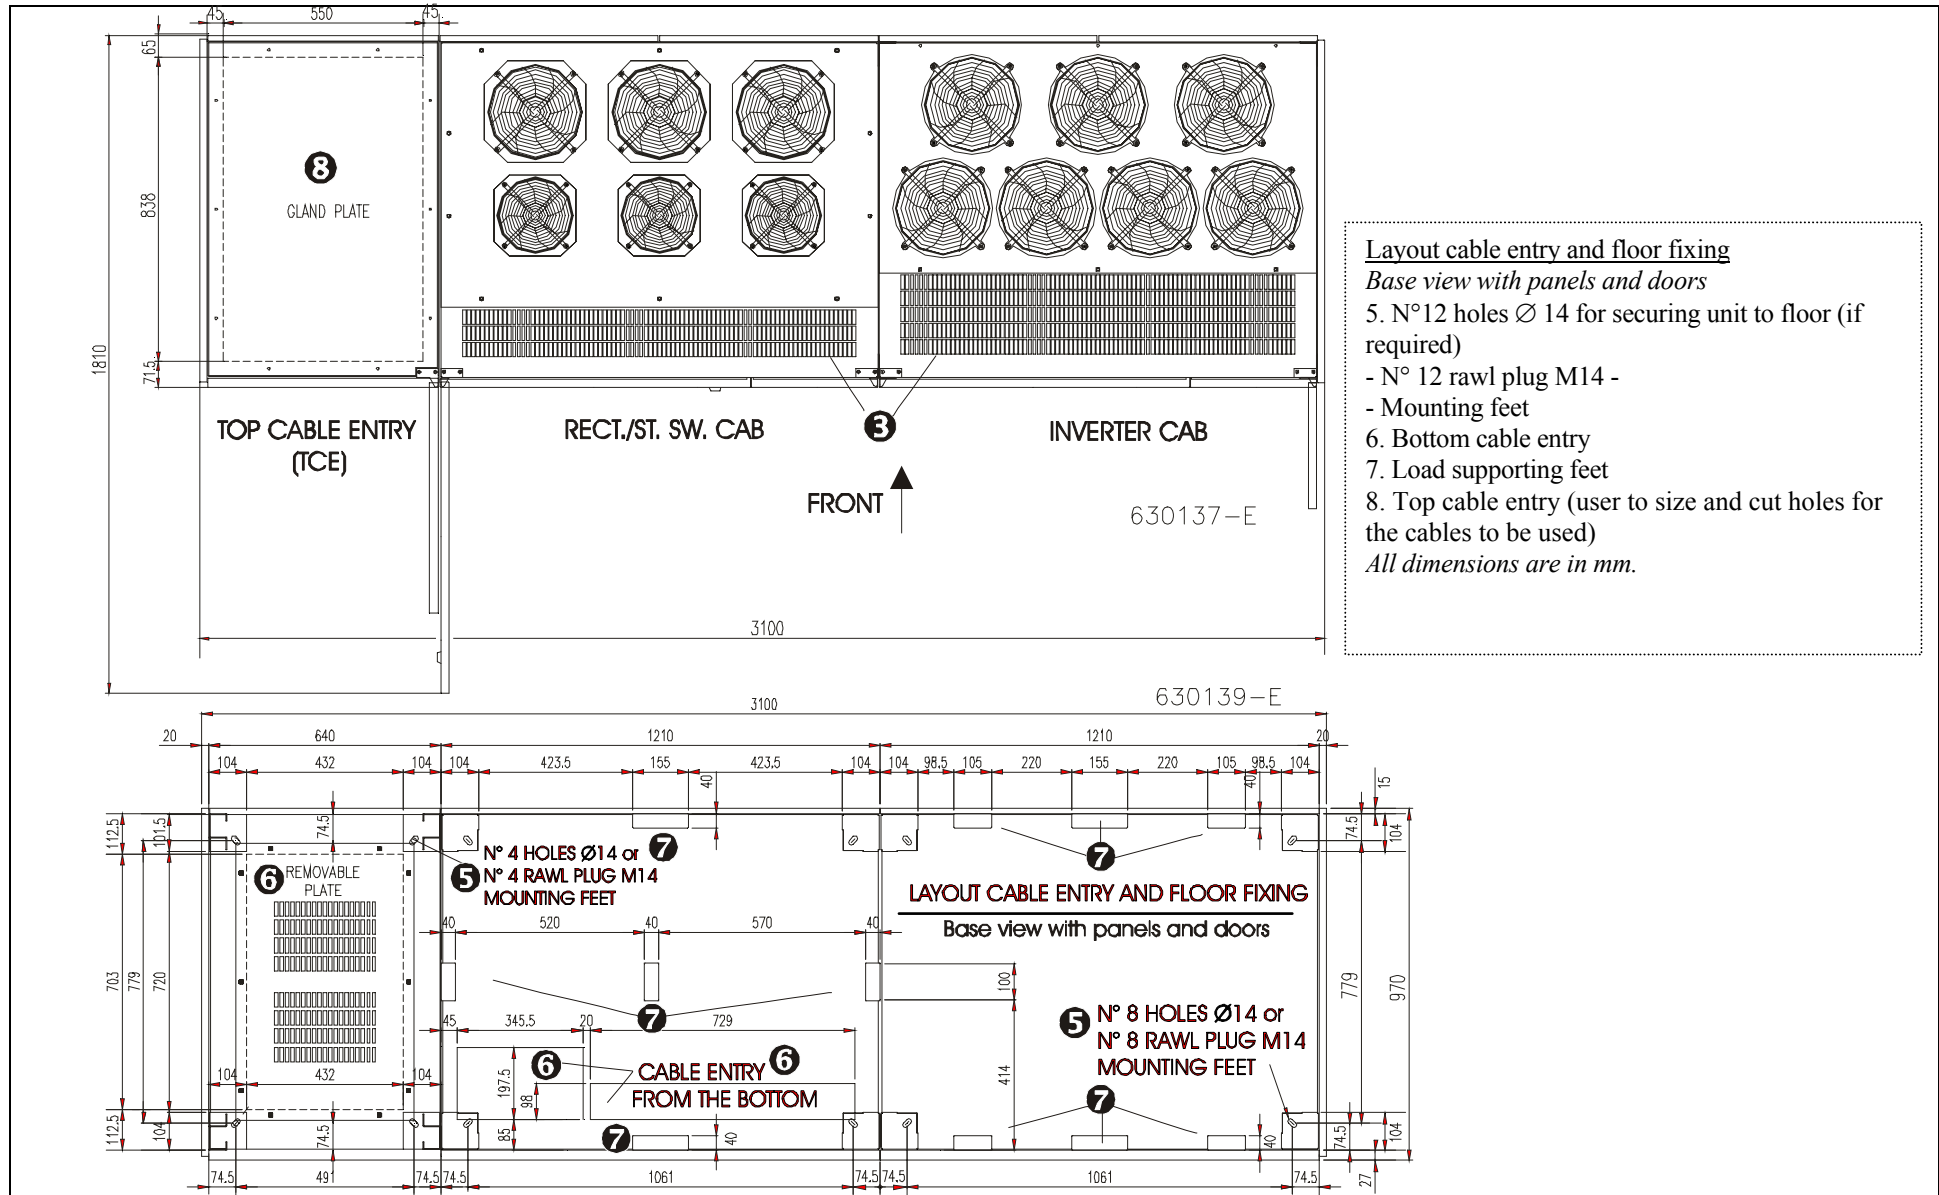 45 550 45
65
838
71.5
1810
8
GLAND PLATE
TOP CABLE ENTRY
(TCE)
RECT./ST. SW. CAB
3
INVERTER CAB
FRONT
630137-E
3100
Layout cable entry and floor fixing
Base view with panels and doors
5. N°12 holes ∅ 14 for securing unit to floor (if
required)
- N° 12 rawl plug M14 -
- Mounting feet
6. Bottom cable entry
7. Load supporting feet
8. Top cable entry (user to size and cut holes for
the cables to be used)
All dimensions are in mm.
630139-E
3100
20 640 1210 1210 20
104 432 104 104 423.5 155 423.5 104 104 98.5 105 220 155 220 105 98.5 104
40 40 15
112.5 101.5 74.5 74.5 104
N° 4 HOLES Ø14 or 7
5 N° 4 RAWL PLUG M14
MOUNTING FEET
6 REMOVABLE
PLATE
7
LAYOUT CABLE ENTRY AND FLOOR FIXING
Base view with panels and doors
40 520 40 570 40
703 779 720
100
779 970
7
45 345.5 20 729
5 N° 8 HOLES Ø14 or
N° 8 RAWL PLUG M14
MOUNTING FEET
6 CABLE ENTRY 6
FROM THE BOTTOM
197.5 98 414
104 432 104
7
112.5 104 74.5 85 7 40 40 74.5 104
27
74.5 491 74.5 74.5 1061 74.5 74.5 1061 74.5